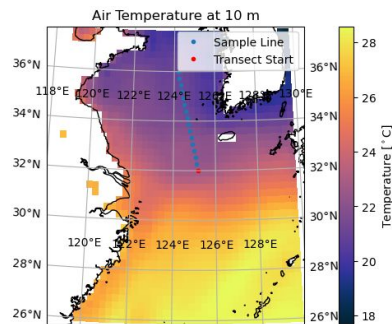 Air Temperature at 10 m
Sample Line
Transect Start
36°N
36°N
118°E
120°E
122°E
124°E
126°E
128°E
130°E
34°N
34°N
32°N
32°N
30°N
30°N
120°E
122°E
124°E
126°E
128°E
28°N
28°N
26°N
26°N
28
26
24
22
20
18
Temperature [°C]